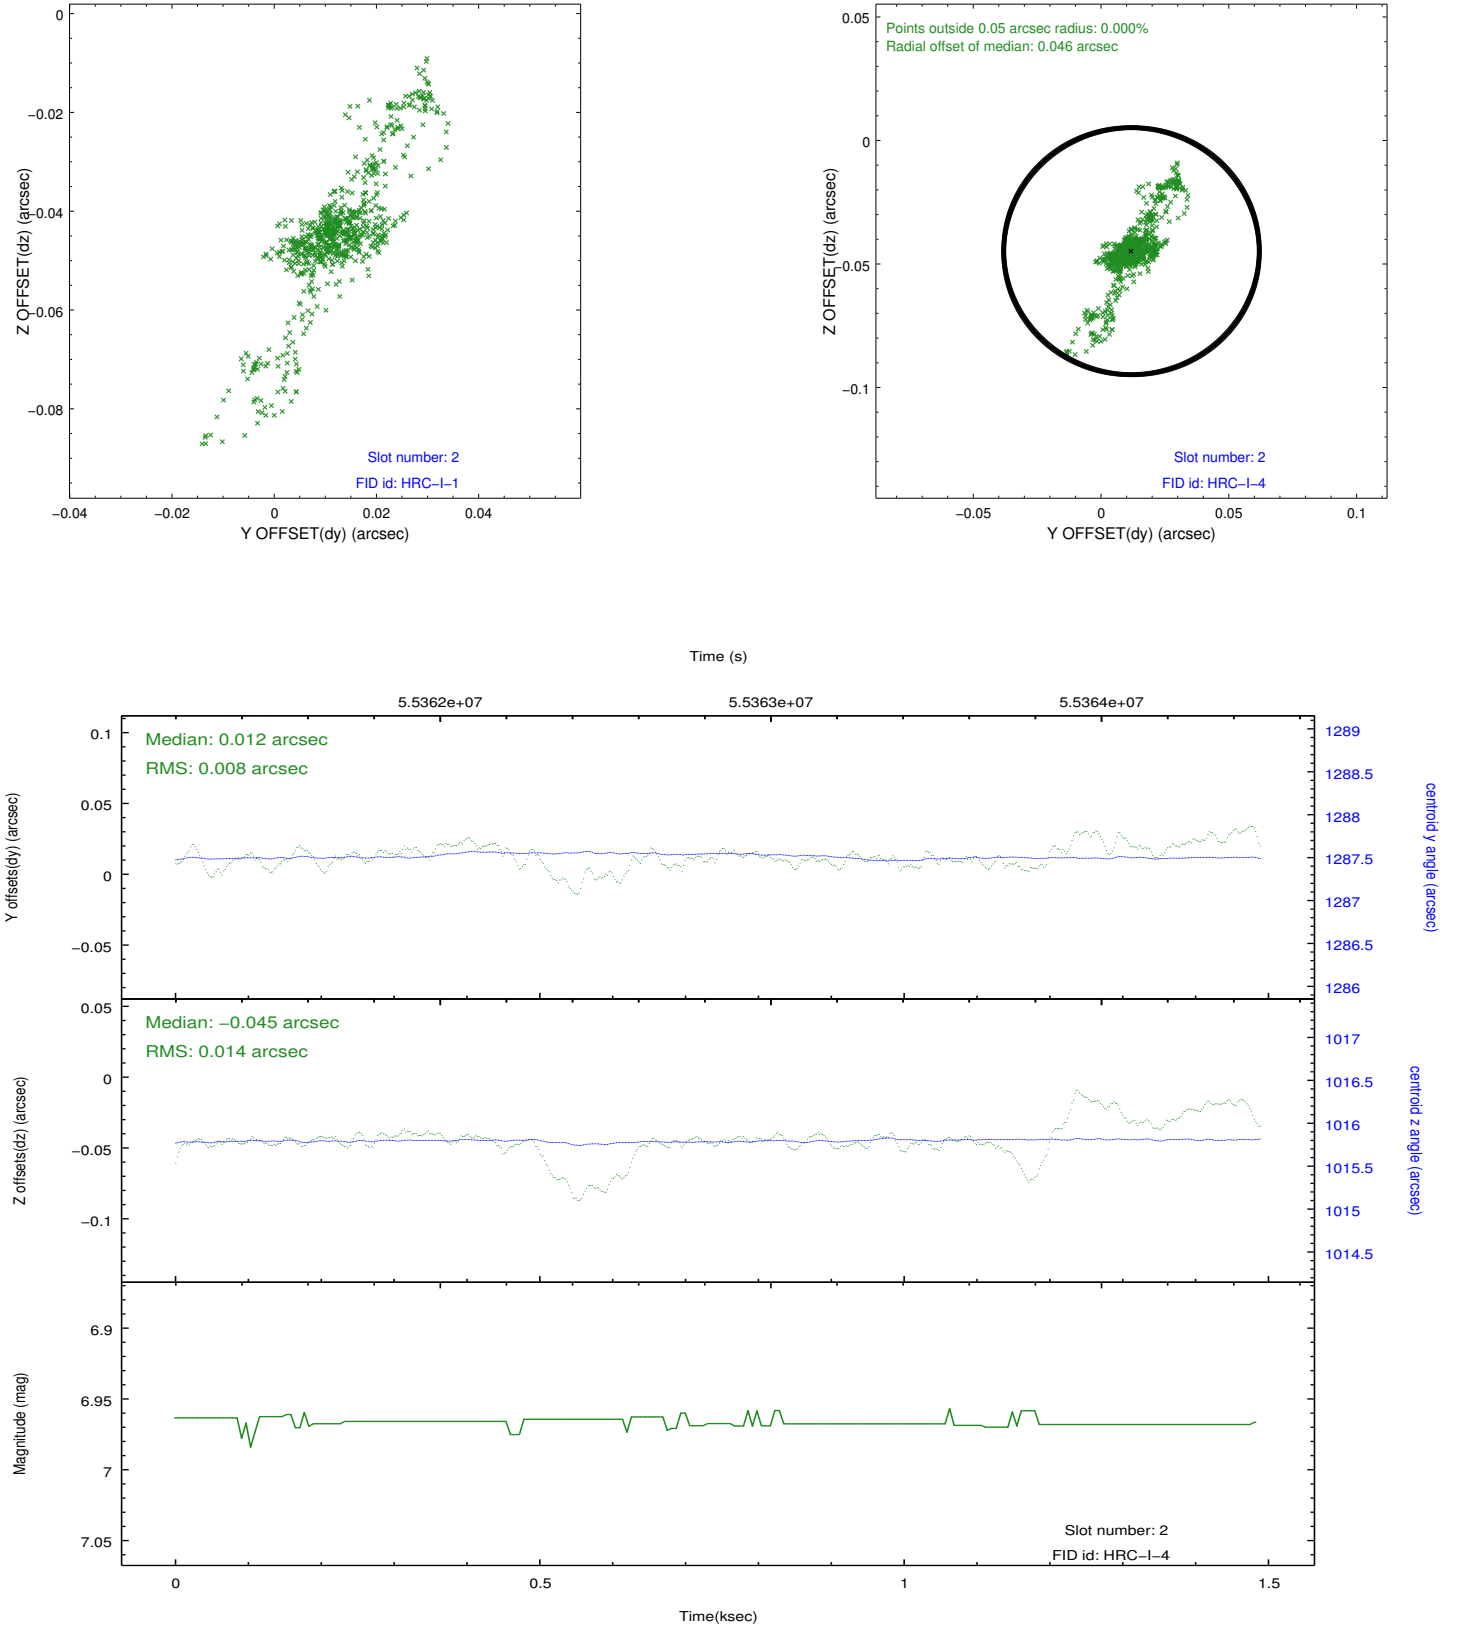 0
−0.02
−0.04
−0.06
−0.08
Z OFFSET(dz) (arcsec)
Slot number: 2
FID id: HRC−I−1
−0.04
−0.02
0
0.02
0.04
Y OFFSET(dy) (arcsec)
0.05
0
−0.05
−0.1
Z OFFSET(dz) (arcsec)
Points outside 0.05 arcsec radius: 0.000%
Radial offset of median: 0.046 arcsec
Slot number: 2
FID id: HRC−I−4
−0.05
0
0.05
0.1
Y OFFSET(dy) (arcsec)
Time (s)
5.5362e+07
5.5363e+07
5.5364e+07
Median: 0.012 arcsec
RMS: 0.008 arcsec
0.1
0.05
0
−0.05
Y offsets(dy) (arcsec)
1289
1288.5
1288
1287.5
1287
1286.5
1286
centroid y angle (arcsec)
Median: −0.045 arcsec
RMS: 0.014 arcsec
0.05
0
−0.05
−0.1
Z offsets(dz) (arcsec)
1017
1016.5
1016
1015.5
1015
1014.5
centroid z angle (arcsec)
6.9
6.95
7
7.05
Magnitude (mag)
Slot number: 2
FID id: HRC−I−4
0
0.5
1
1.5
Time(ksec)